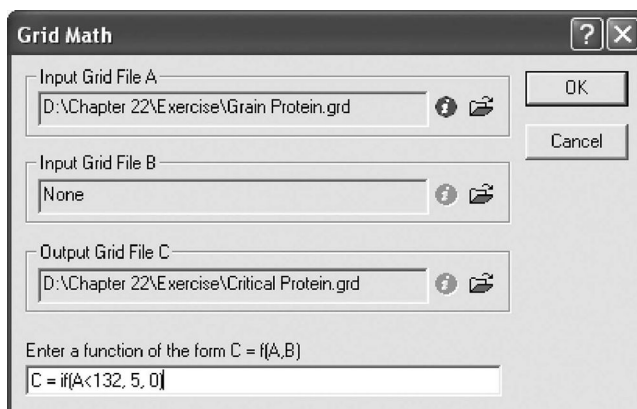 Grid Math
Input Grid File A
D:\Chapter 22\Exercise\Grain Protein.grd
OK
Cancel
Input Grid File B
None
Output Grid File C
D:\Chapter 22\Exercise\Critical Protein.grd
Enter a function of the form C = f(A,B)
C = if(A<132, 5, 0)